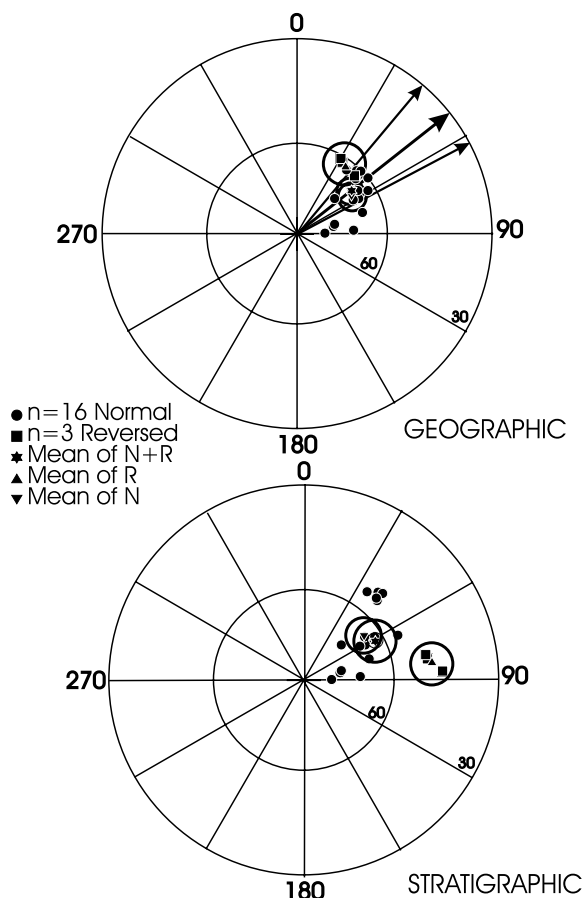 0
270
90
60
30
180
GEOGRAPHIC
n=16 Normal
n=3 Reversed
Mean of N+R
Mean of R
Mean of N
0
270
90
60
30
180
STRATIGRAPHIC